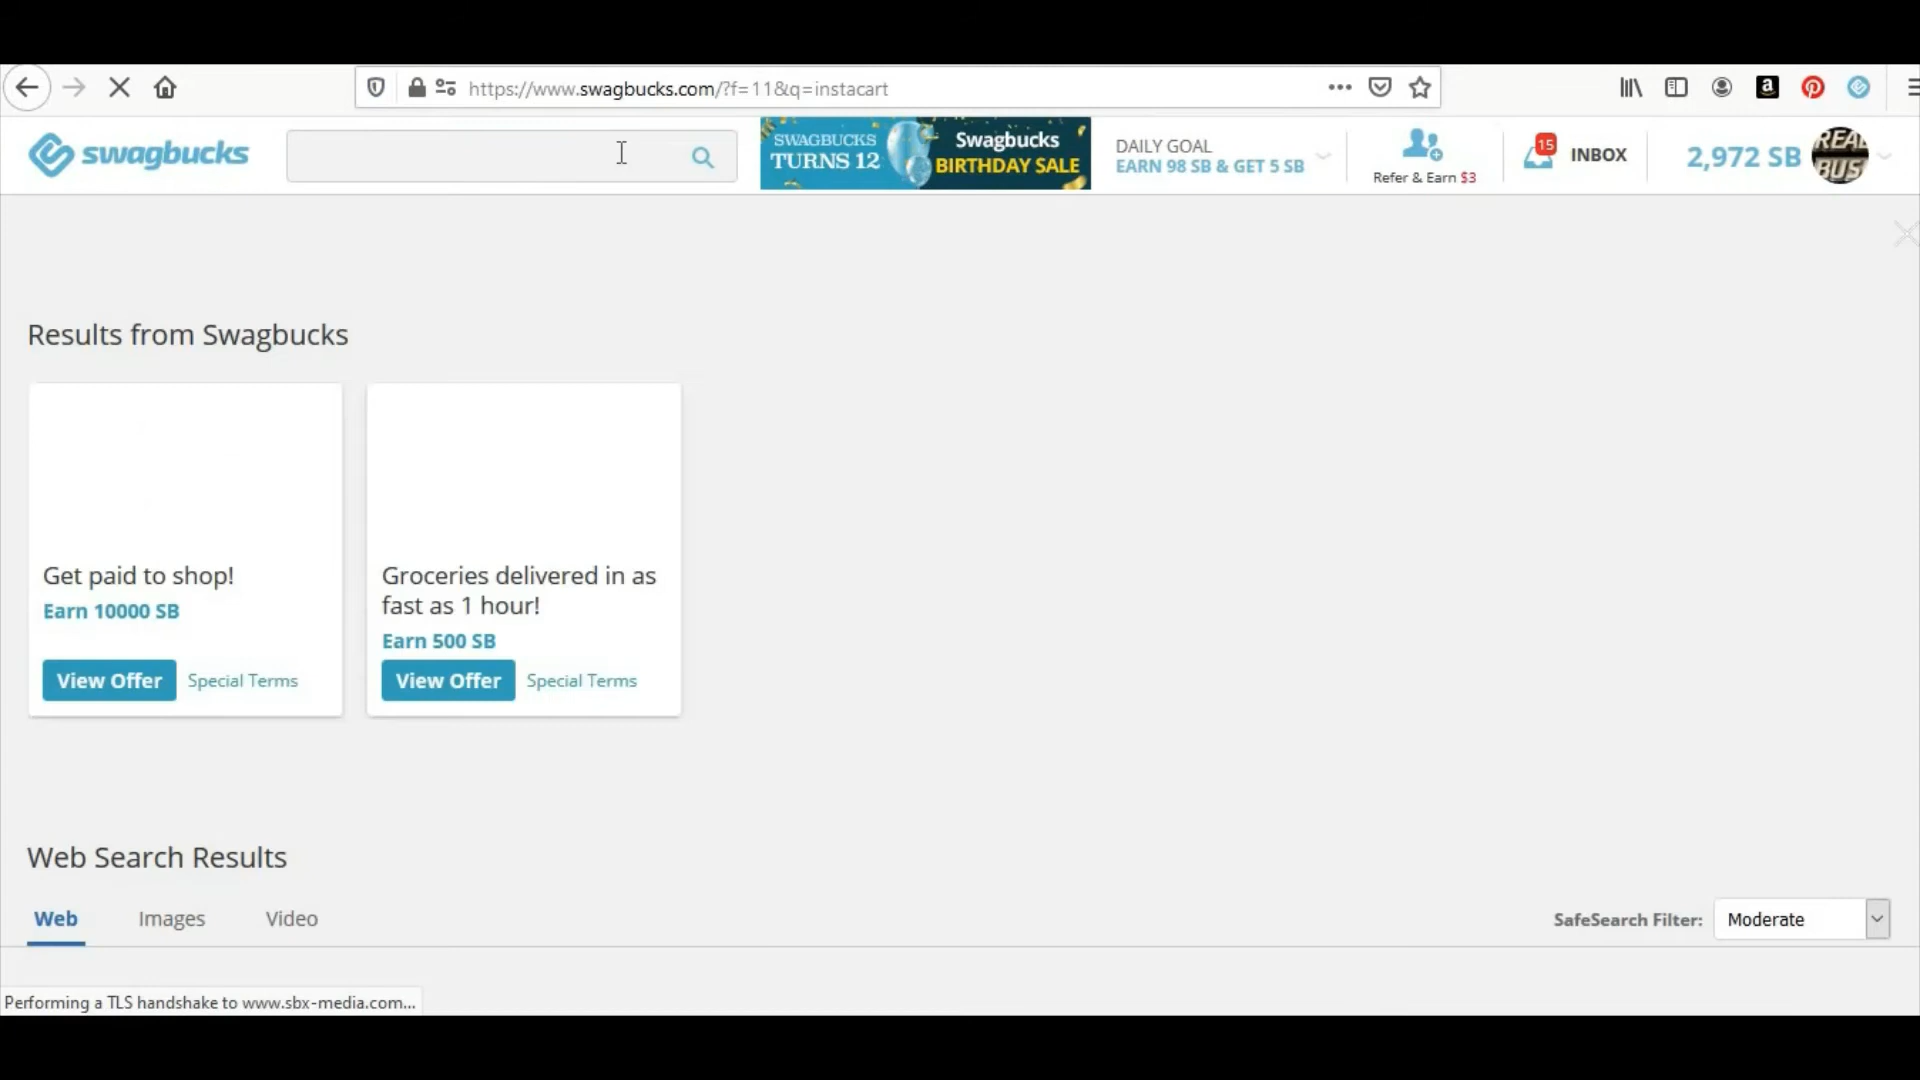 https://www.swagbucks.com/?f=11&q=instacart
a
swagbucks
SWAGBUCKS
TURNS 12
Swagbucks
BIRTHDAY SALE
DAILY GOAL
EARN 98 SB & GET 5 SB
Refer & Earn $3
15
INBOX
2,972 SB
REAL
BUS
Results from Swagbucks
Get paid to shop!
Earn 10000 SB
View Offer
Special Terms
Groceries delivered in as
fast as 1 hour!
Earn 500 SB
View Offer
Special Terms
Web Search Results
Web
Images
Video
SafeSearch Filter:
Moderate
Performing a TLS handshake to www.sbx-media.com...